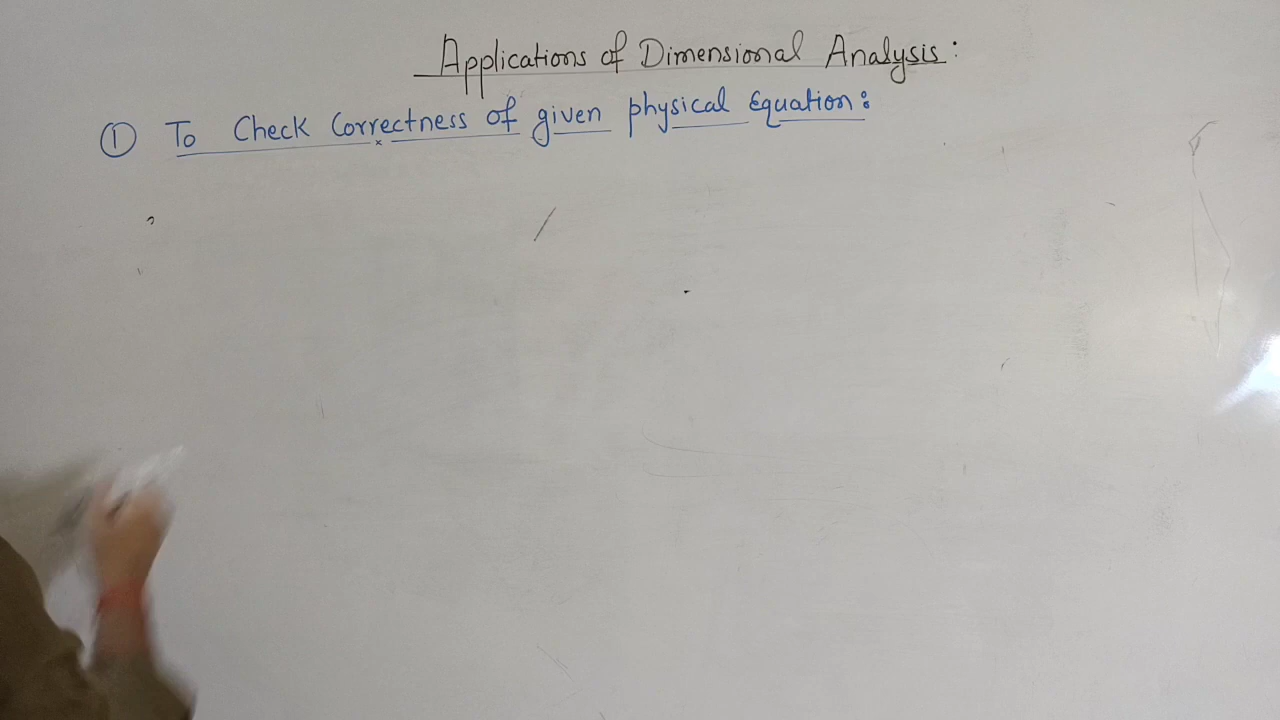 Applications of Dimensional Analysis:
① To Check Correctness of given physical Equation: